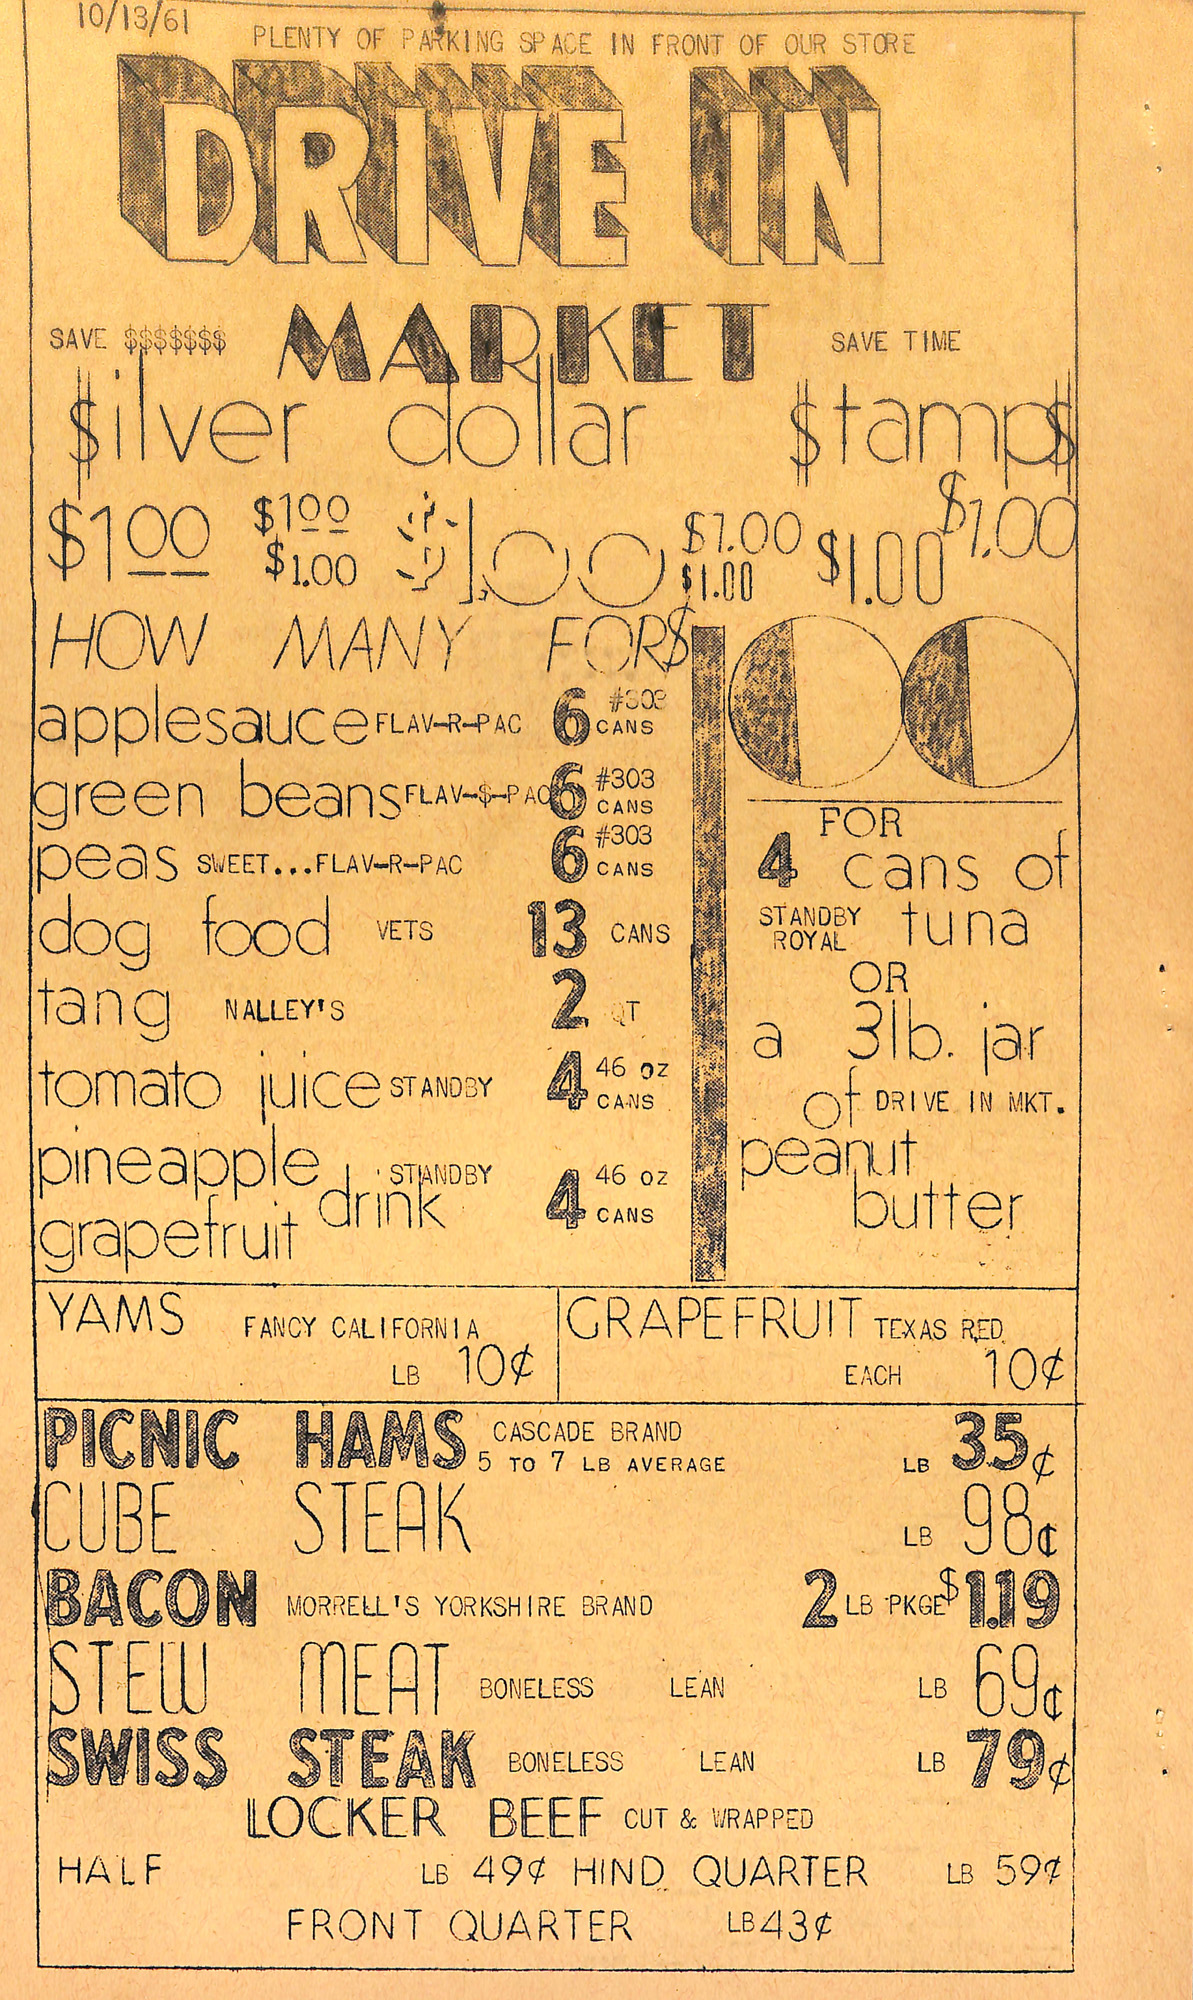 10/13/61
PLENTY OF PARKING SPACE IN FRONT OF OUR STORE
DRIVE IN
SAVE $$$$$$$ MARKET SAVE TIME
$ilver dollar $tamp$
$1.00 $1.00 $1.00 $1.00 $1.00 $1.00
$1.00 $1.00
HOW MANY FOR $1.00
applesauce FLAV-R-PAC 6 #303 CANS
green beans FLAV-$-PAC 6 #303 CANS
peas SWEET...FLAV-R-PAC 6 #303 CANS
dog food VETS 13 CANS
tang NALLEY'S 2 QT
tomato juice STANDBY 4 46 oz CANS
pineapple grapefruit drink STANDBY 4 46 oz CANS
FOR
4 cans of
STANDBY ROYAL tuna
OR
a 3lb. jar
of DRIVE IN MKT.
peanut
butter
YAMS FANCY CALIFORNIA
LB 10¢
GRAPEFRUIT TEXAS RED
EACH 10¢
PICNIC HAMS CASCADE BRAND
5 TO 7 LB AVERAGE LB 35¢
CUBE STEAK LB 98¢
BACON MORRELL'S YORKSHIRE BRAND 2 LB PKGE $1.19
STEW MEAT BONELESS LEAN LB 69¢
SWISS STEAK BONELESS LEAN LB 79¢
LOCKER BEEF CUT & WRAPPED
HALF LB 49¢ HIND QUARTER LB 59¢
FRONT QUARTER LB 43¢